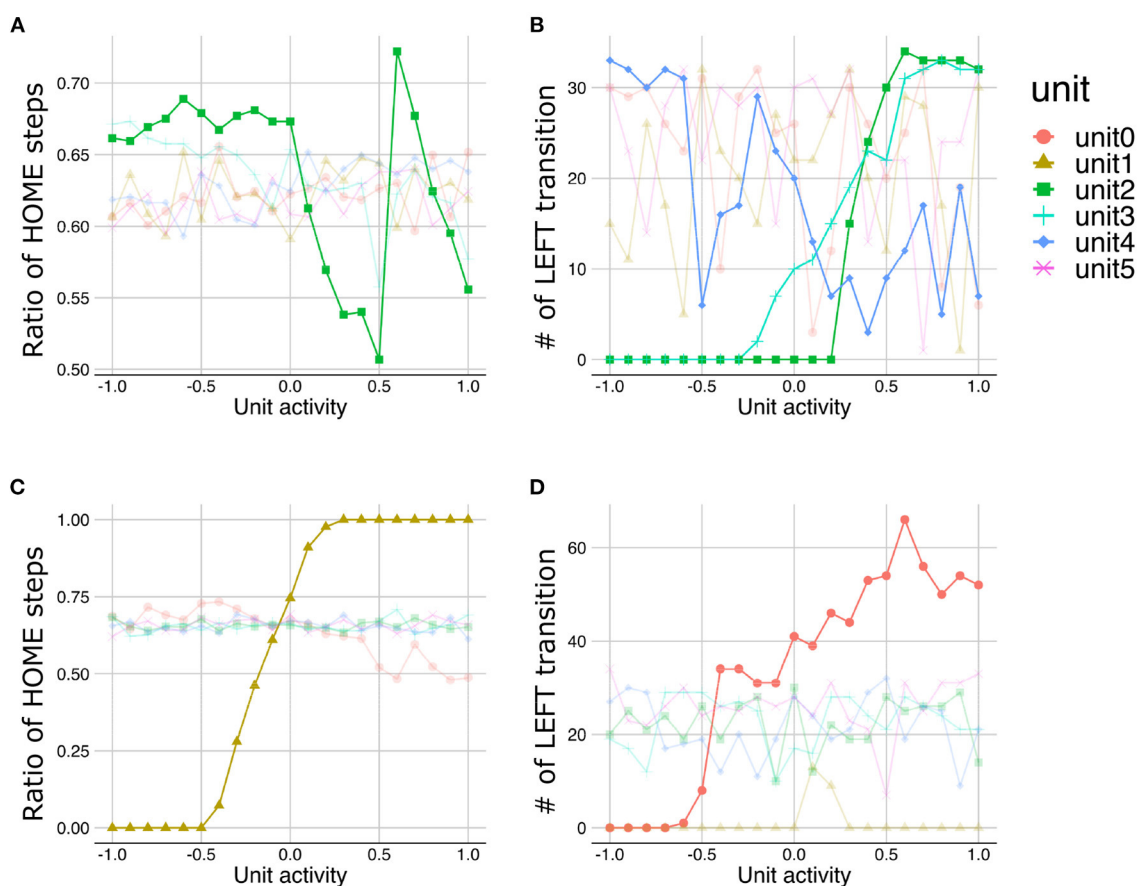 A
Ratio of HOME steps
0.70
0.65
0.60
0.55
0.50
-1.0 -0.5 0.0 0.5 1.0
Unit activity
B
# of LEFT transition
30
20
10
0
-1.0 -0.5 0.0 0.5 1.0
Unit activity
unit
unit0
unit1
unit2
unit3
unit4
unit5
C
Ratio of HOME steps
1.00
0.75
0.50
0.25
0.00
-1.0 -0.5 0.0 0.5 1.0
Unit activity
D
# of LEFT transition
60
40
20
0
-1.0 -0.5 0.0 0.5 1.0
Unit activity